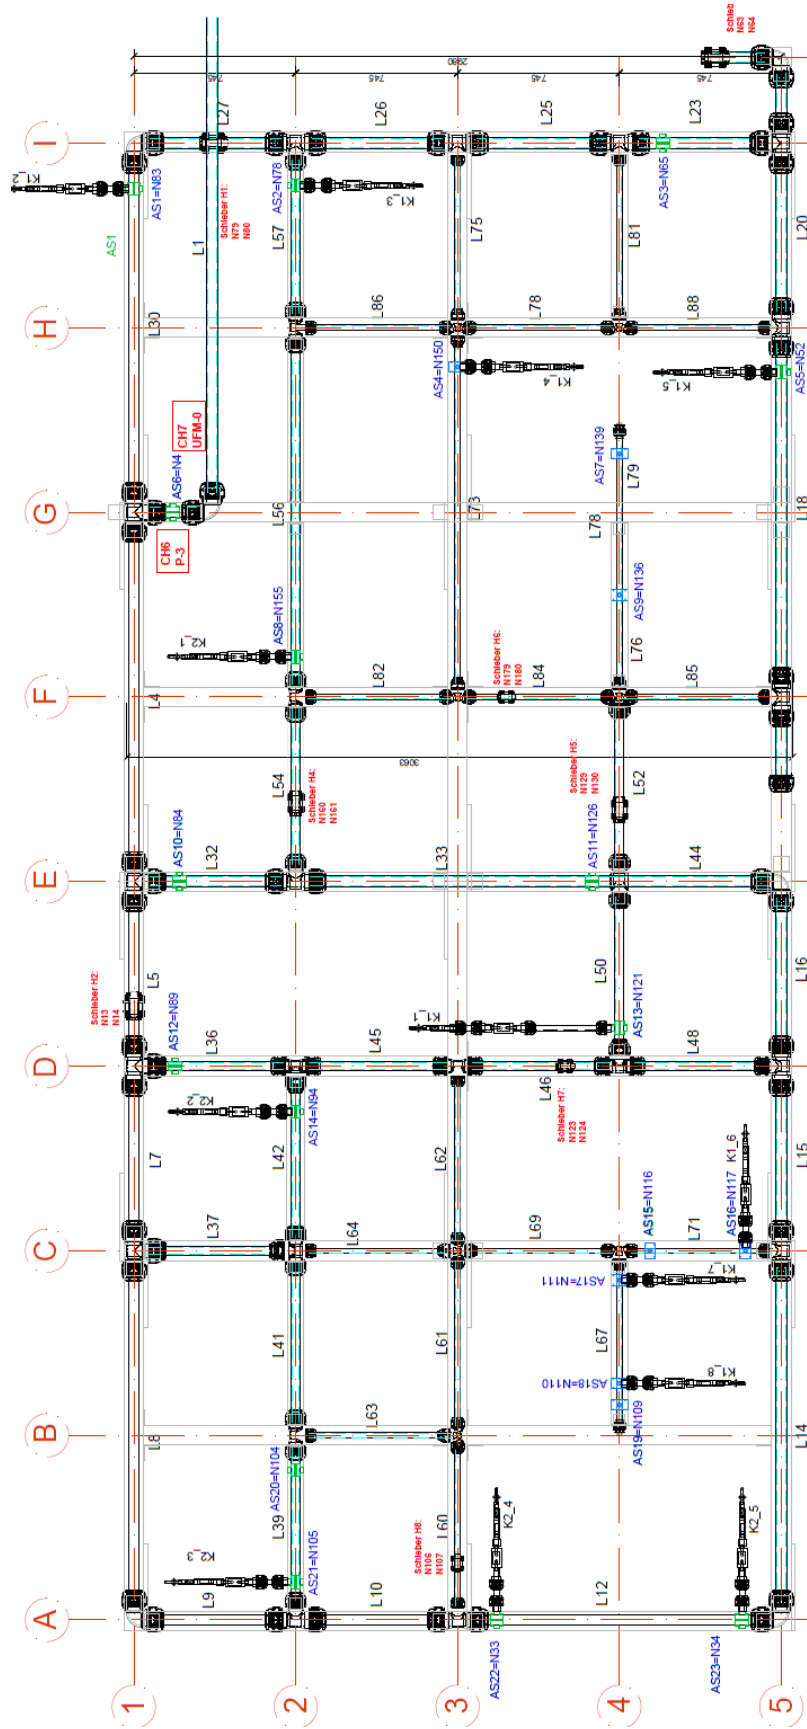 Schieb
N63
N64
2980
745
745
745
745
L27
L26
L25
L23
I
K1_2
AS1=N83
AS2=N78
K1_3
AS3=N65
AS1
L1
Schieber H1:
N79
N80
L57
L75
L81
L20
H
L30
L86
L78
L88
AS4=N150
K1_4
K1_5
AS5=N52
CH7
UFM-0
AS6=N4
AS7=N139
L79
G
L56
L73
L78
L18
CH6
P-3
AS9=N136
AS8=N155
K2_1
L76
L82
Schieber H6:
N179
N180
L84
L85
F
L4
3063
L54
Schieber H4:
N160
N161
Schieber H5:
N129
N130
L52
AS10=N84
L32
AS11=N126
L33
L44
E
Schieber H2:
N13
N14
L5
L50
L16
AS12=N89
K1_1
AS13=N121
L36
L45
L48
D
L46
Schieber H7:
N123
N124
K2_2
AS14=N94
L7
L42
L62
K1_6
L15
AS15=N116
AS16=N117
L37
L64
L69
L71
C
AS17=N111
K1_7
L41
L61
L67
AS18=N110
K1_8
L63
B
L8
AS19=N109
L14
AS20=N104
L39
L60
K2_4
K2_5
AS21=N105
K2_3
Schieber H8:
N106
N107
L9
L10
L12
A
AS22=N33
AS23=N34
1
2
3
4
5